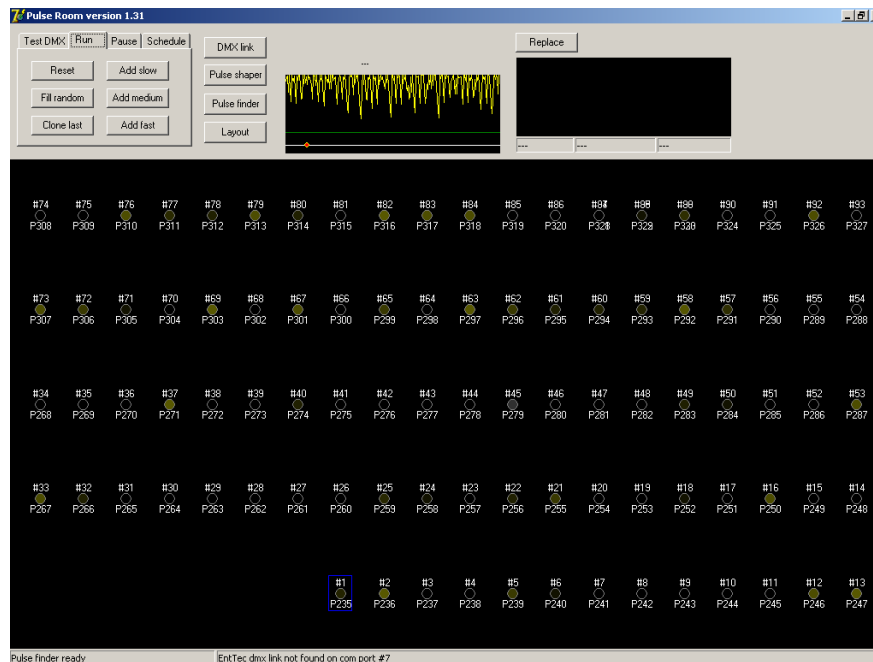 Pulse Room version 1.31
Test DMX Run Pause Schedule
DMX link
Replace
Reset Add slow
Pulse shaper
---
Fill random Add medium
Pulse finder
Clone last Add fast
Layout
--- --- ---
#74 #75 #76 #77 #78 #79 #80 #81 #82 #83 #84 #85 #86 #90 #91 #92 #93
P308 P309 P310 P311 P312 P313 P314 P315 P316 P317 P318 P319 P320 P324 P325 P326 P327
#73 #72 #71 #70 #69 #68 #67 #66 #65 #64 #63 #62 #61 #60 #59 #58 #57 #56 #55 #54
P307 P306 P305 P304 P303 P302 P301 P300 P299 P298 P297 P296 P295 P294 P293 P292 P291 P290 P289 P288
#34 #35 #36 #37 #38 #39 #40 #41 #42 #43 #44 #45 #46 #47 #48 #49 #50 #51 #52 #53
P268 P269 P270 P271 P272 P273 P274 P275 P276 P277 P278 P279 P280 P281 P282 P283 P284 P285 P286 P287
#33 #32 #31 #30 #29 #28 #27 #26 #25 #24 #23 #22 #21 #20 #19 #18 #17 #16 #15 #14
P267 P266 P265 P264 P263 P262 P261 P260 P259 P258 P257 P256 P255 P254 P253 P252 P251 P250 P249 P248
#1 #2 #3 #4 #5 #6 #7 #8 #9 #10 #11 #12 #13
P235 P236 P237 P238 P239 P240 P241 P242 P243 P244 P245 P246 P247
Pulse finder ready EntTec dmx link not found on com port #7